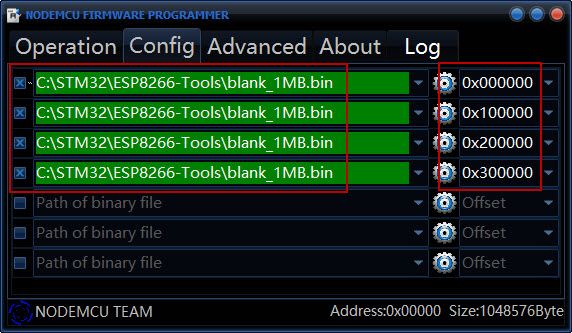 NODEMCU FIRMWARE PROGRAMMER
Operation Config Advanced About Log
C:\STM32\ESP8266-Tools\blank_1MB.bin 0x000000
C:\STM32\ESP8266-Tools\blank_1MB.bin 0x100000
C:\STM32\ESP8266-Tools\blank_1MB.bin 0x200000
C:\STM32\ESP8266-Tools\blank_1MB.bin 0x300000
Path of binary file Offset
Path of binary file Offset
Path of binary file Offset
NODEMCU TEAM Address:0x00000 Size:1048576Byte